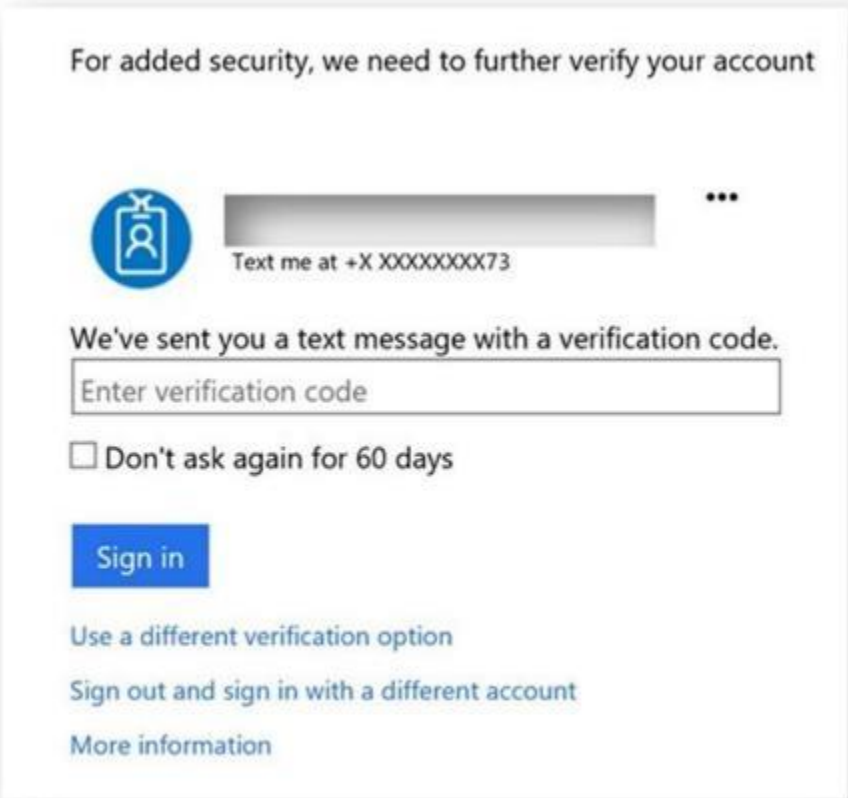 For added security, we need to further verify your account
Text me at +X XXXXXXXX73
We've sent you a text message with a verification code.
Enter verification code
Don't ask again for 60 days
Sign in
Use a different verification option
Sign out and sign in with a different account
More information